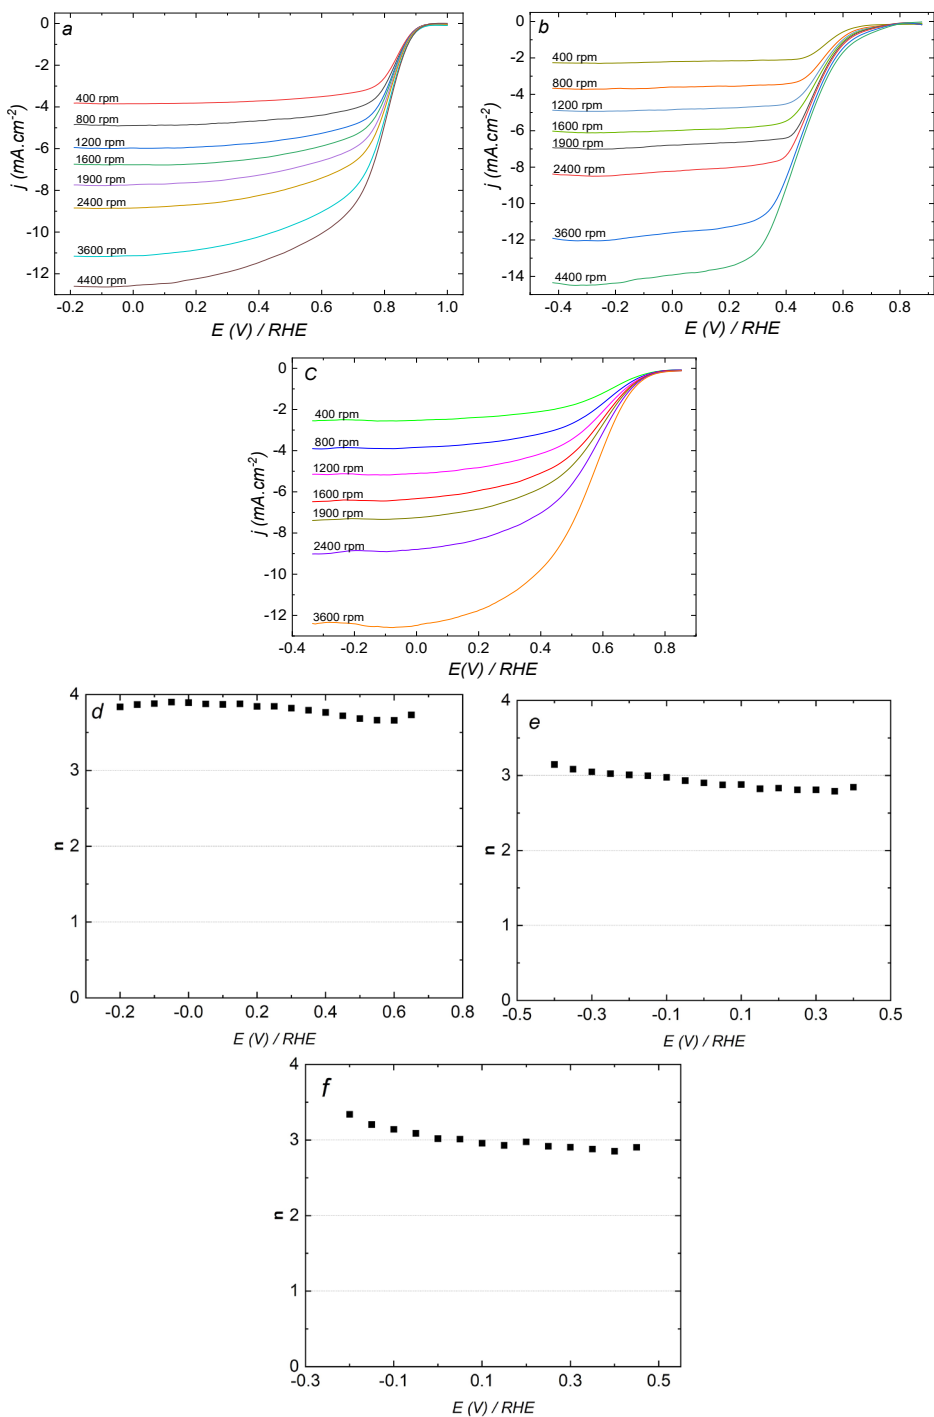 a
0
-2
-4
-6
-8
-10
-12
j (mA.cm-2)
400 rpm
800 rpm
1200 rpm
1600 rpm
1900 rpm
2400 rpm
3600 rpm
4400 rpm
-0.2 0.0 0.2 0.4 0.6 0.8 1.0
E (V) / RHE
b
0
-2
-4
-6
-8
-10
-12
-14
j (mA.cm-2)
400 rpm
800 rpm
1200 rpm
1600 rpm
1900 rpm
2400 rpm
3600 rpm
4400 rpm
-0.4 -0.2 0.0 0.2 0.4 0.6 0.8
E (V) / RHE
C
0
-2
-4
-6
-8
-10
-12
j (mA.cm-2)
400 rpm
800 rpm
1200 rpm
1600 rpm
1900 rpm
2400 rpm
3600 rpm
-0.4 -0.2 0.0 0.2 0.4 0.6 0.8
E(V) / RHE
d
4
3
2
1
0
n
-0.2 -0.0 0.2 0.4 0.6 0.8
E (V) / RHE
e
4
3
2
1
0
n
-0.5 -0.3 -0.1 0.1 0.3 0.5
E (V) / RHE
f
4
3
2
1
0
n
-0.3 -0.1 0.1 0.3 0.5
E (V) / RHE